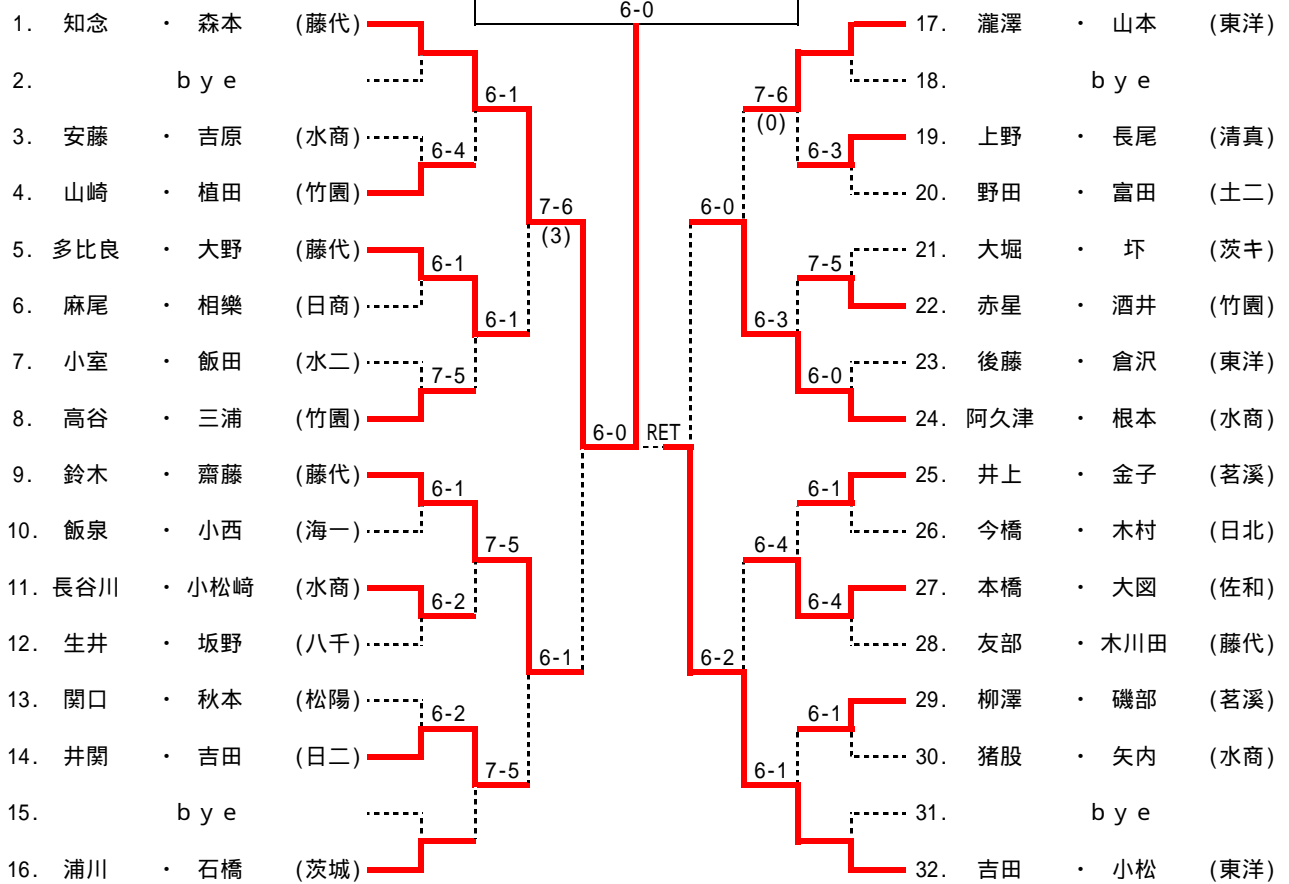 6-0
1. 知念 ・ 森本 (藤代)
17. 瀧澤 ・ 山本 (東洋)
2. bye
18. bye
6-1
7-6
(0)
3. 安藤 ・ 吉原 (水商)
19. 上野 ・ 長尾 (清真)
6-4
6-3
4. 山崎 ・ 植田 (竹園)
20. 野田 ・ 富田 (土二)
7-6
(3)
6-0
5. 多比良 ・ 大野 (藤代)
21. 大堀 ・ 圷 (茨キ)
6-1
7-5
6. 麻尾 ・ 相樂 (日商)
22. 赤星 ・ 酒井 (竹園)
6-1
6-3
7. 小室 ・ 飯田 (水二)
23. 後藤 ・ 倉沢 (東洋)
7-5
6-0
8. 高谷 ・ 三浦 (竹園)
24. 阿久津 ・ 根本 (水商)
6-0 RET
9. 鈴木 ・ 齋藤 (藤代)
25. 井上 ・ 金子 (茗溪)
6-1
6-1
10. 飯泉 ・ 小西 (海一)
26. 今橋 ・ 木村 (日北)
7-5
6-4
11. 長谷川 ・ 小松﨑 (水商)
27. 本橋 ・ 大図 (佐和)
6-2
6-4
12. 生井 ・ 坂野 (八千)
28. 友部 ・ 木川田 (藤代)
6-1
6-2
13. 関口 ・ 秋本 (松陽)
29. 柳澤 ・ 磯部 (茗溪)
6-2
6-1
14. 井関 ・ 吉田 (日二)
30. 猪股 ・ 矢内 (水商)
7-5
6-1
15. bye
31. bye
16. 浦川 ・ 石橋 (茨城)
32. 吉田 ・ 小松 (東洋)